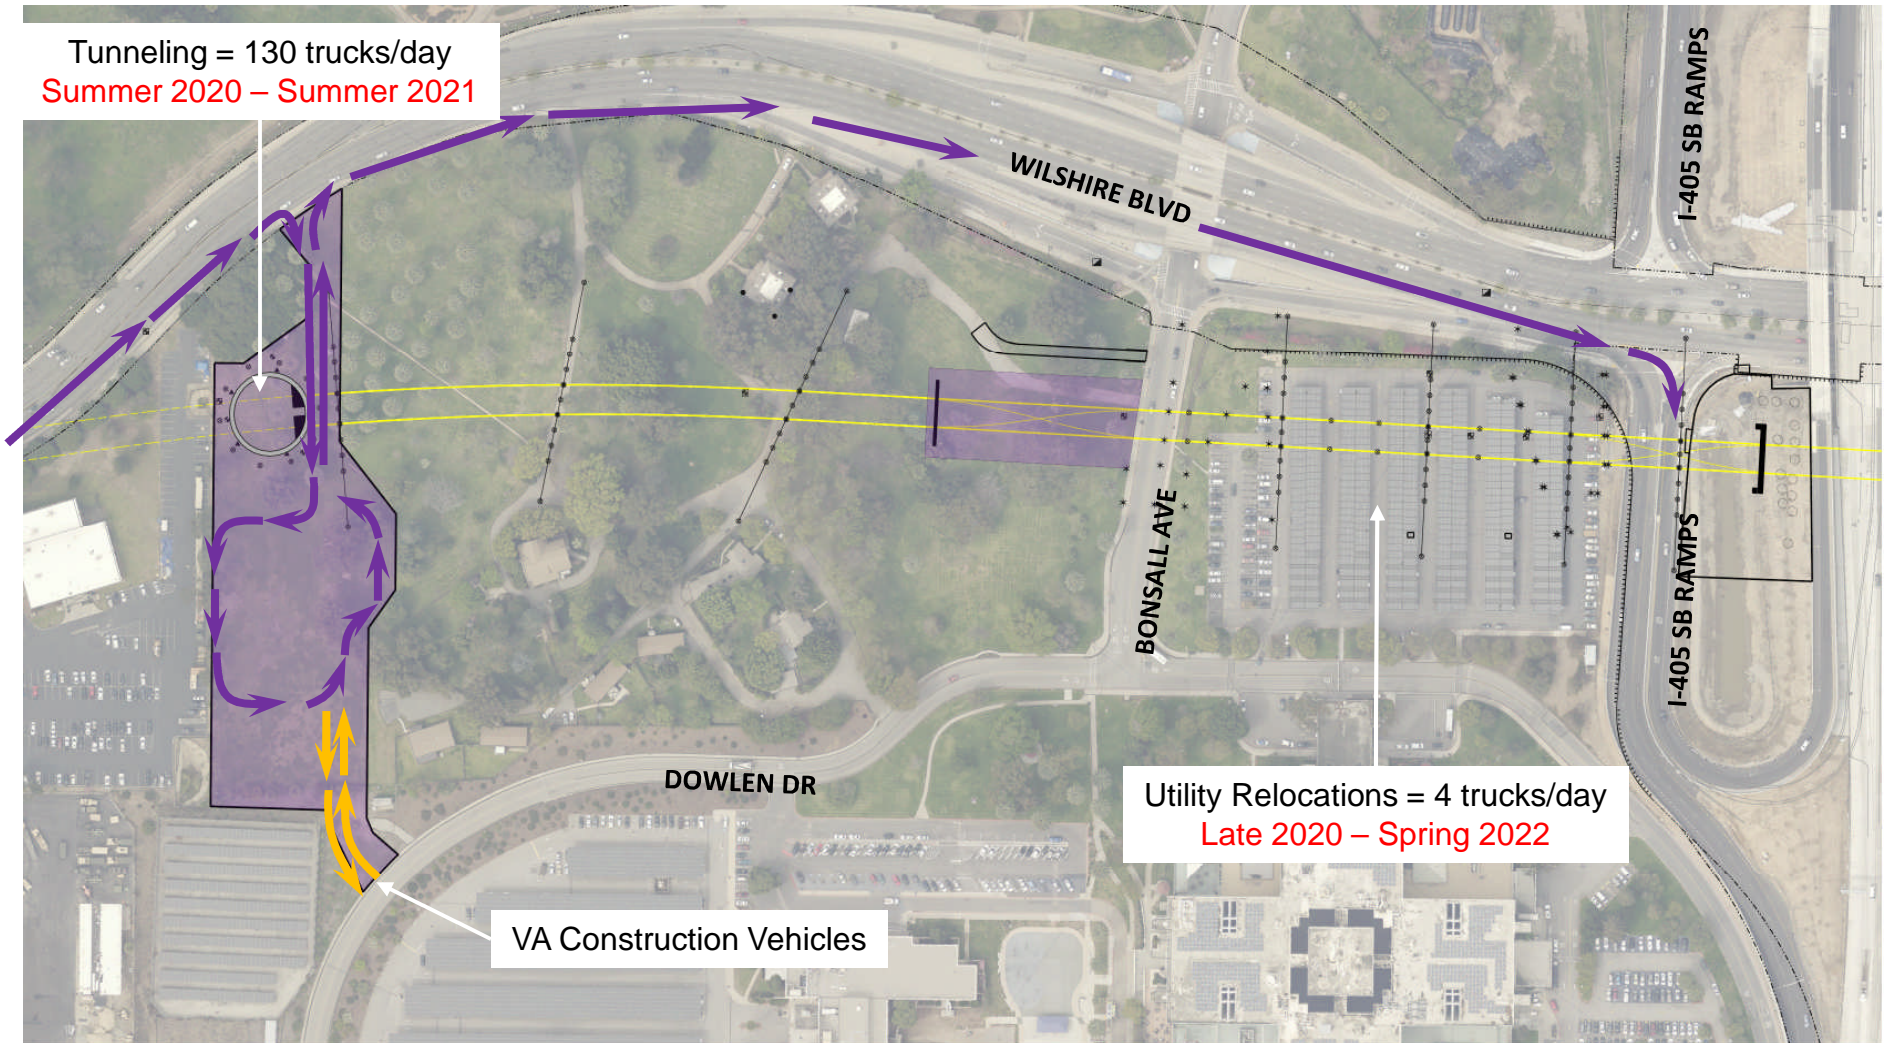 Tunneling = 130 trucks/day
Summer 2020 – Summer 2021
I-405 SB RAMPS
WILSHIRE BLVD
BONSALL AVE
I-405 SB RAMPS
DOWLEN DR
Utility Relocations = 4 trucks/day
Late 2020 – Spring 2022
VA Construction Vehicles